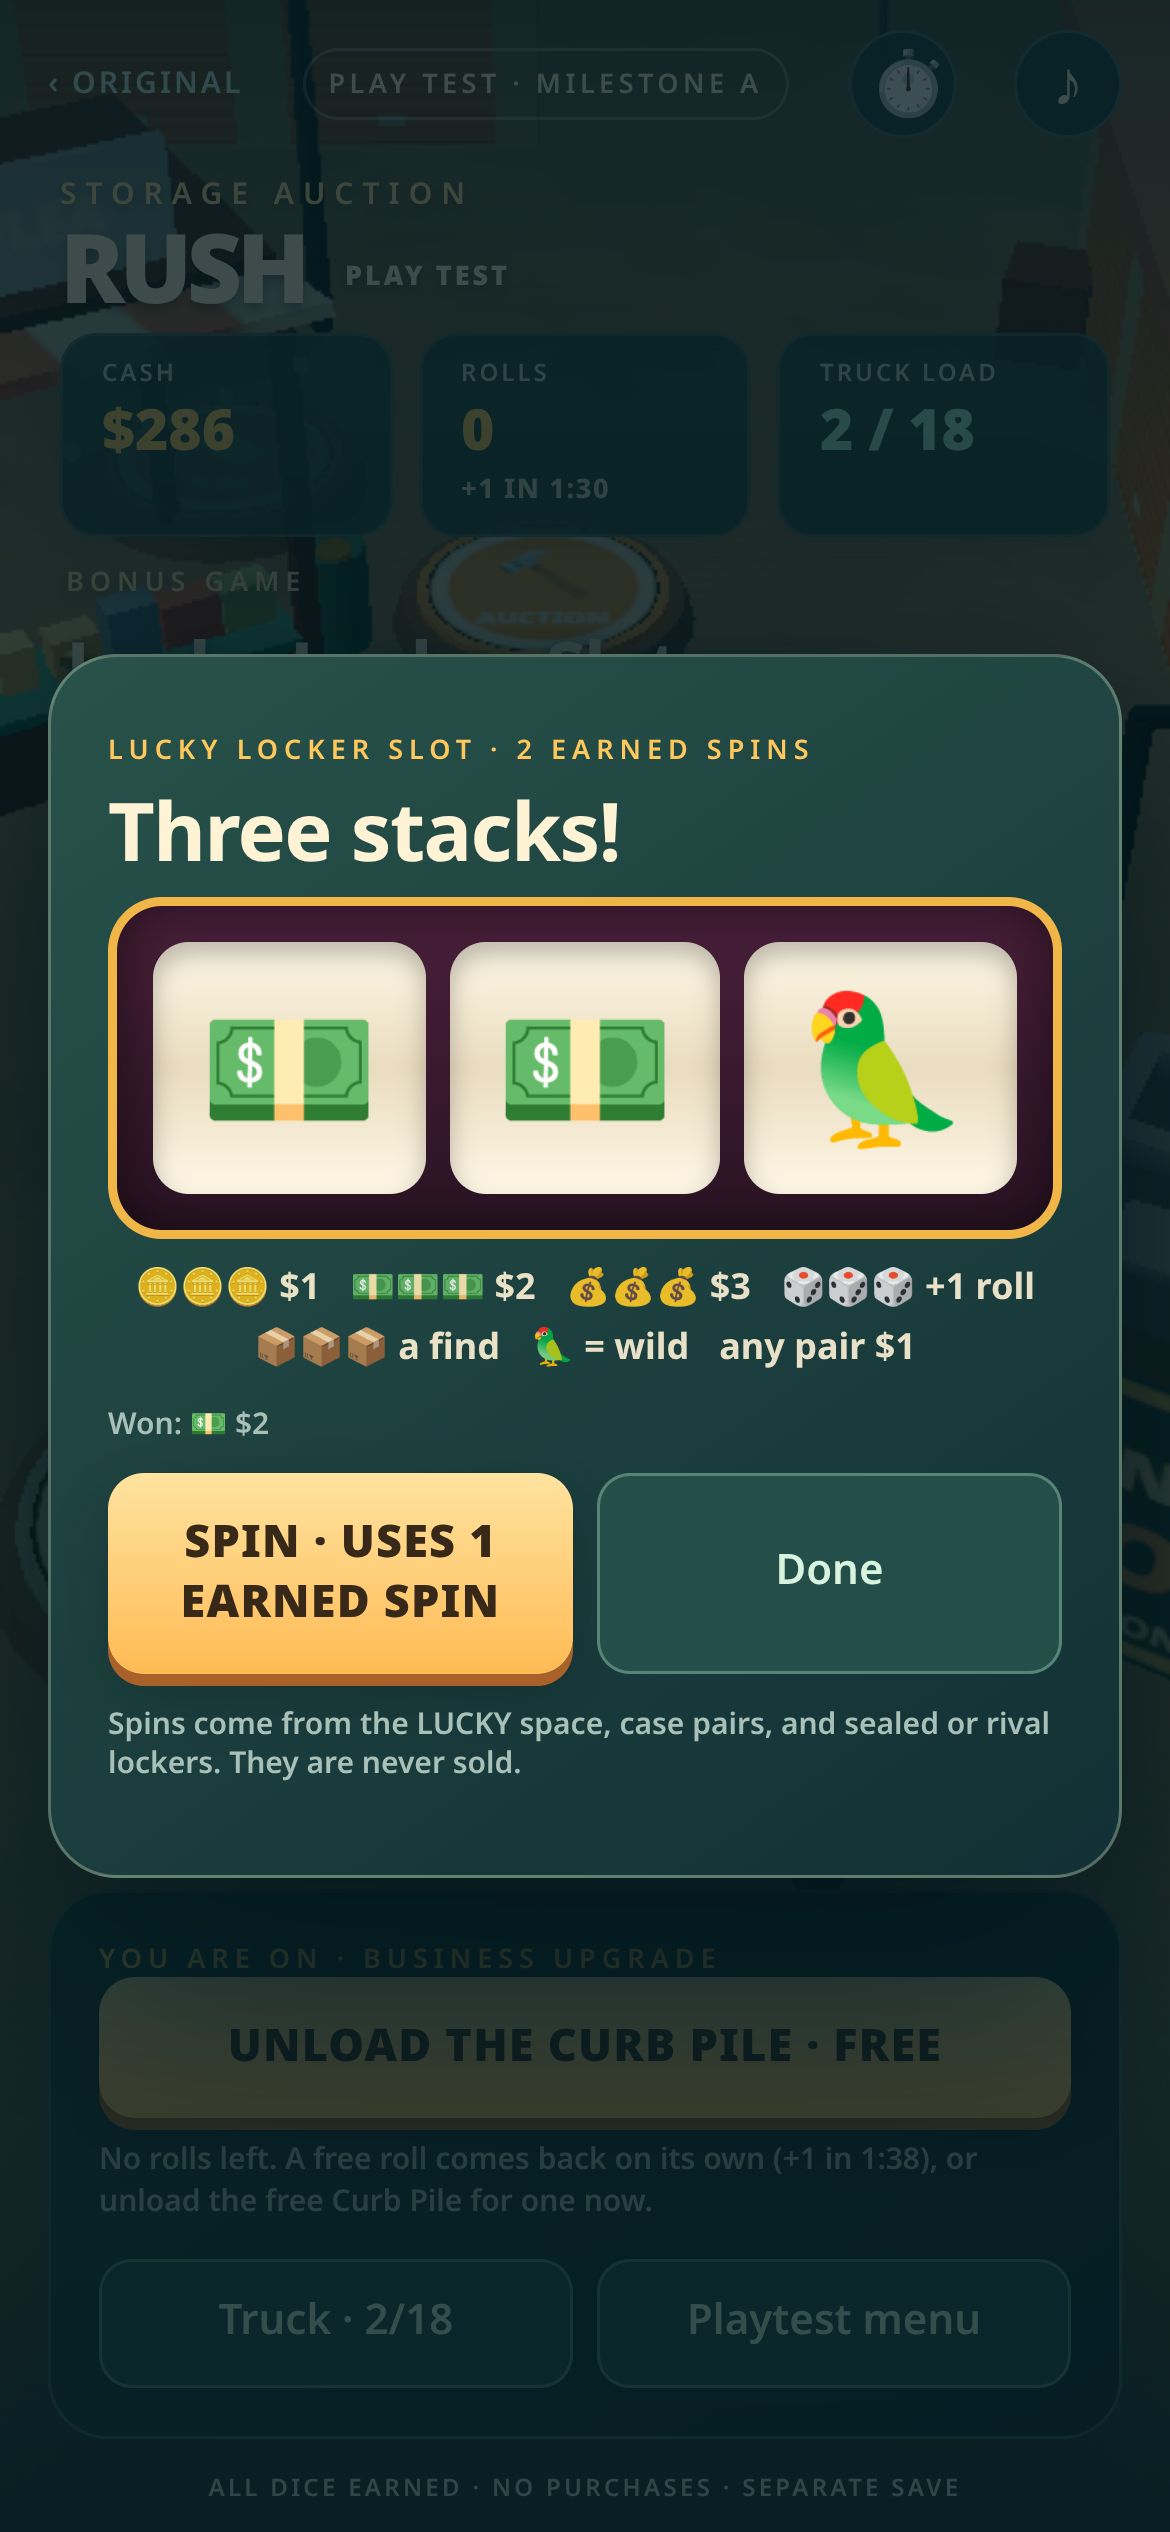 ‹ ORIGINAL
PLAY TEST · MILESTONE A
STORAGE AUCTION
RUSH PLAY TEST
CASH
$286
ROLLS
0
+1 IN 1:30
TRUCK LOAD
2 / 18
BONUS GAME
AUCTION
LUCKY LOCKER SLOT · 2 EARNED SPINS
Three stacks!
🪙🪙🪙 $1 💵💵💵 $2 💰💰💰 $3 🎲🎲🎲 +1 roll
📦📦📦 a find 🦜 = wild any pair $1
Won: 💵 $2
SPIN · USES 1
EARNED SPIN
Done
Spins come from the LUCKY space, case pairs, and sealed or rival
lockers. They are never sold.
YOU ARE ON · BUSINESS UPGRADE
UNLOAD THE CURB PILE · FREE
No rolls left. A free roll comes back on its own (+1 in 1:38), or
unload the free Curb Pile for one now.
Truck · 2/18
Playtest menu
ALL DICE EARNED · NO PURCHASES · SEPARATE SAVE